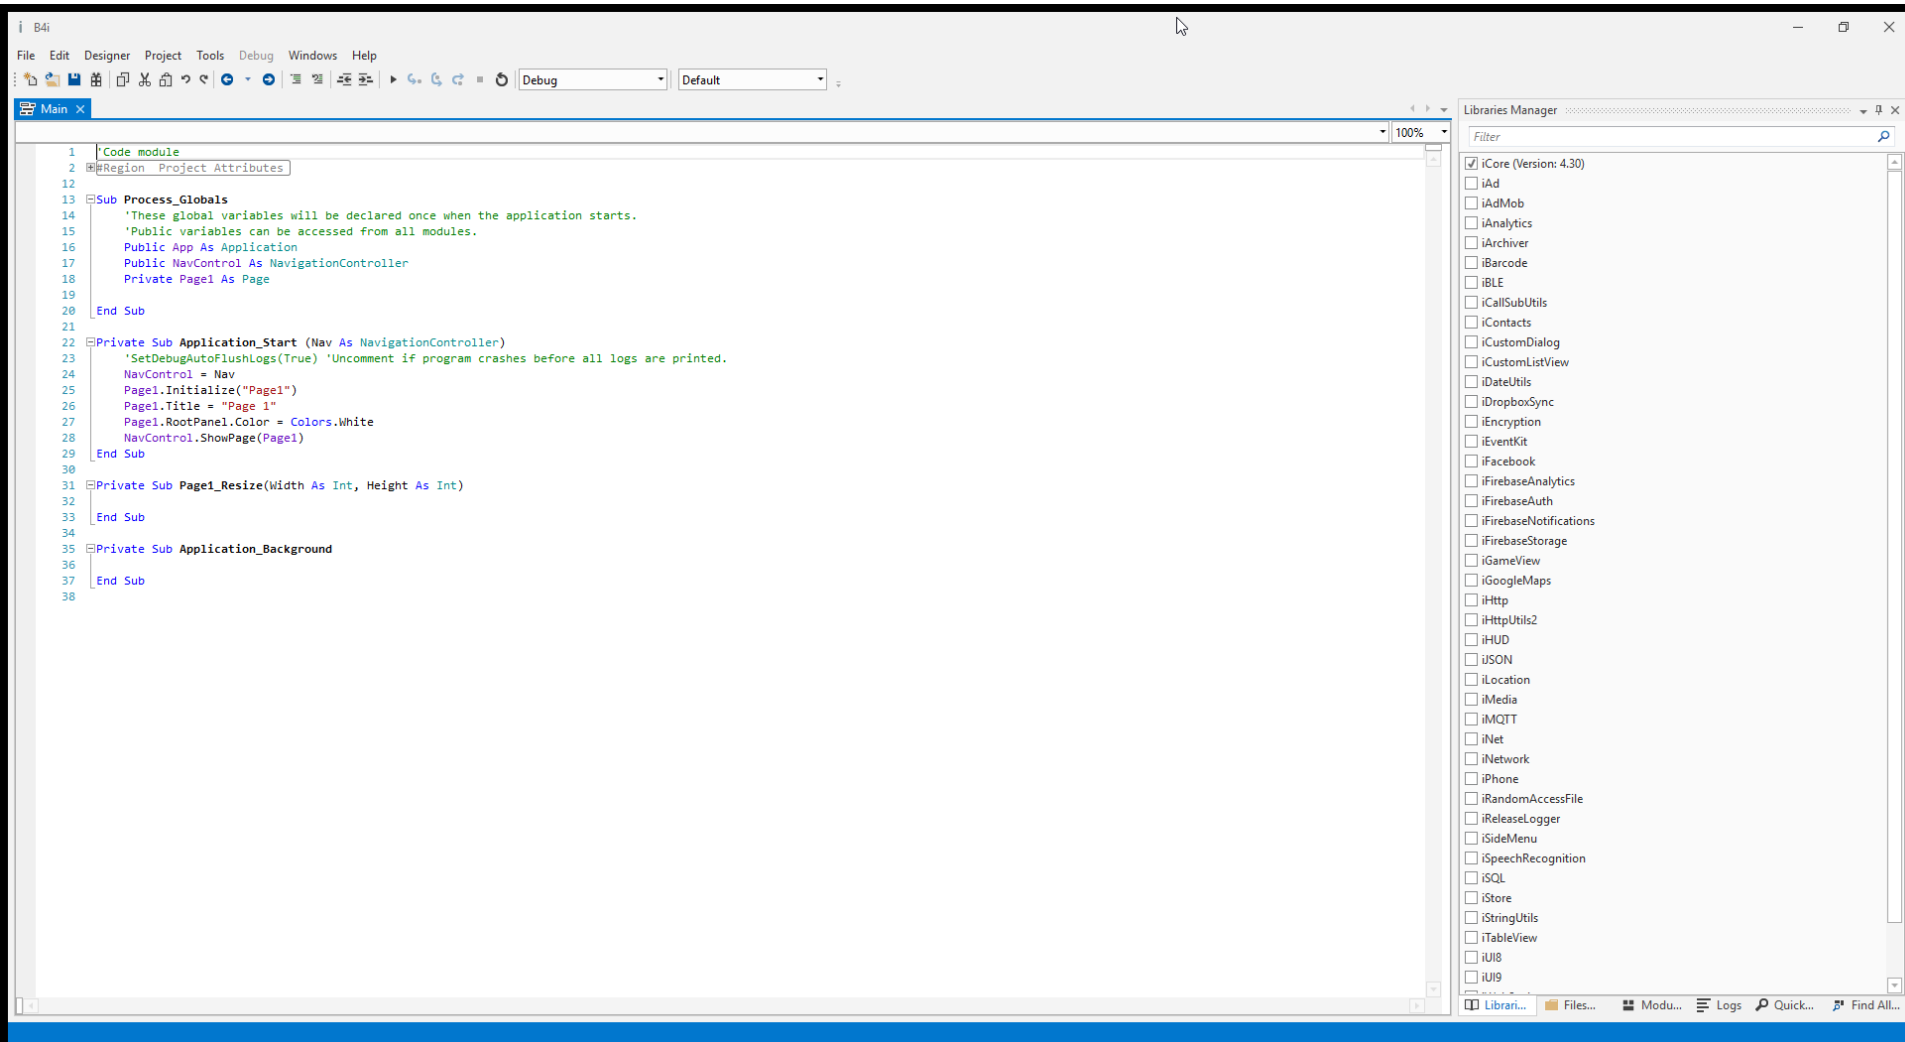 B4i
File Edit Designer Project Tools Debug Windows Help
Debug Default
Main
100%
1 'Code module
2 #Region Project Attributes
12
13 Sub Process_Globals
14 'These global variables will be declared once when the application starts.
15 'Public variables can be accessed from all modules.
16 Public App As Application
17 Public NavControl As NavigationController
18 Private Page1 As Page
19
20 End Sub
21
22 Private Sub Application_Start (Nav As NavigationController)
23 'SetDebugAutoFlushLogs(True) 'Uncomment if program crashes before all logs are printed.
24 NavControl = Nav
25 Page1.Initialize("Page1")
26 Page1.Title = "Page 1"
27 Page1.RootPanel.Color = Colors.White
28 NavControl.ShowPage(Page1)
29 End Sub
30
31 Private Sub Page1_Resize(Width As Int, Height As Int)
32
33 End Sub
34
35 Private Sub Application_Background
36
37 End Sub
38
Libraries Manager
Filter
iCore (Version: 4.30)
iAd
iAdMob
iAnalytics
iArchiver
iBarcode
iBLE
iCallSubUtils
iContacts
iCustomDialog
iCustomListView
iDateUtils
iDropboxSync
iEncryption
iEventKit
iFacebook
iFirebaseAnalytics
iFirebaseAuth
iFirebaseNotifications
iFirebaseStorage
iGameView
iGoogleMaps
iHttp
iHttpUtils2
iHUD
iJSON
iLocation
iMedia
iMQTT
iNet
iNetwork
iPhone
iRandomAccessFile
iReleaseLogger
iSideMenu
iSpeechRecognition
iSQL
iStore
iStringUtils
iTableView
iUI8
iUI9
Librari... Files... Modu... Logs Quick... Find All...